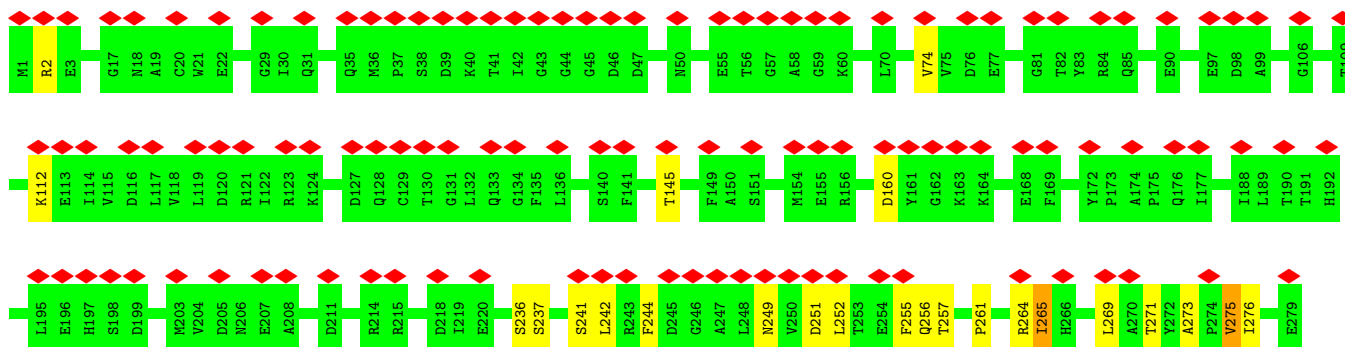 M1 R2 E3 G17 N18 A19 C20 W21 E22 G29 I30 Q31 Q35 M36 P37 S38 D39 K40 T41 I42 G43 G44 G45 D46 D47 N50 E55 T56 G57 A58 G59 K60 L70 V74 V75 D76 E77 G81 T82 Y83 R84 Q85 E90 E97 D98 A99 G106
K112 E113 I114 V115 D116 L117 V118 L119 D120 R121 I122 R123 K124 D127 Q128 C129 T130 G131 L132 Q133 G134 F135 L136 S140 F141 T145 F149 A150 S151 M154 E155 R156 D160 Y161 G162 K163 K164 E168 F169 Y172 P173 A174 P175 Q176 I177 I188 L189 T190 T191 H192
L195 E196 H197 S198 D199 M203 V204 D205 N206 E207 A208 D211 R214 R215 D218 I219 E220 S236 S237 S241 L242 R243 F244 D245 G246 A247 L248 N249 V250 D251 L252 T253 E254 F255 Q256 T257 P261 R264 I265 H266 L269 A270 T271 Y272 A273 P274 V275 I276 E279